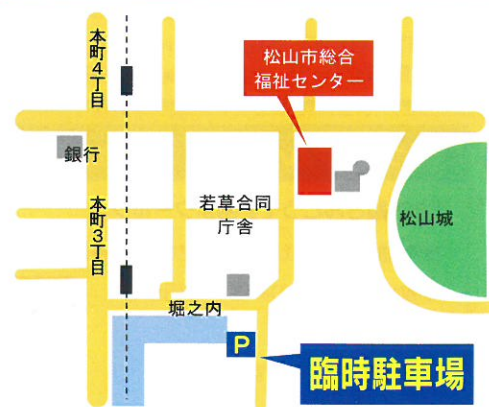 本町4丁目
松山市総合
福祉センター
銀行
本町3丁目
若草合同
庁舎
松山城
堀之内
P
臨時駐車場